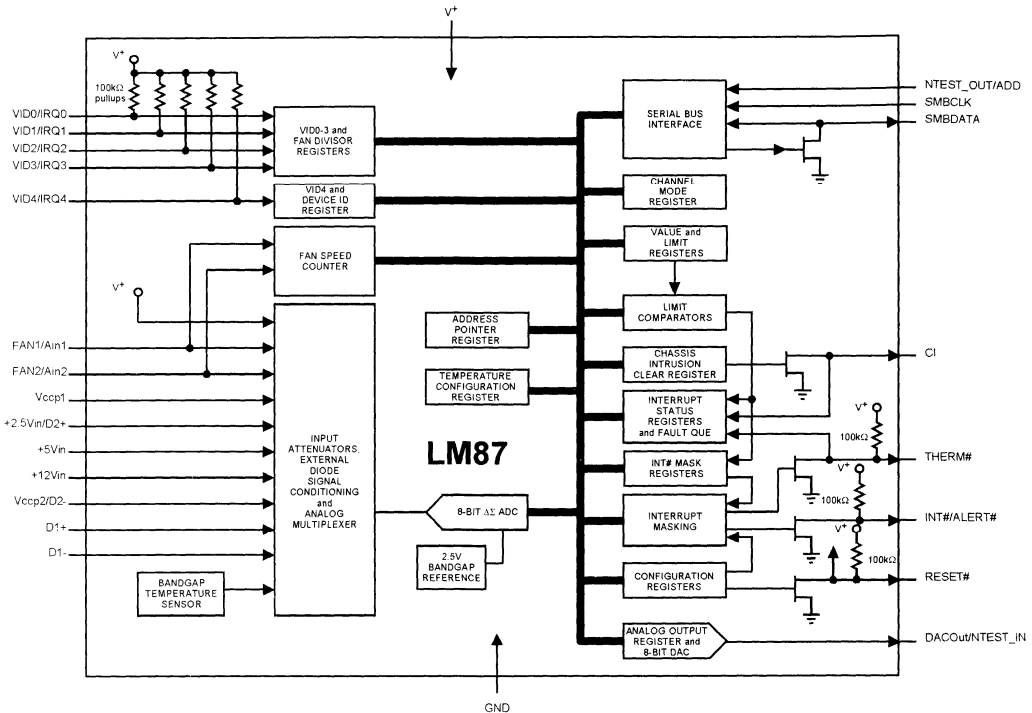 V+
V+
100kΩ
pullups
VID0/IRQ0
VID1/IRQ1
VID2/IRQ2
VID3/IRQ3
VID4/IRQ4
VID0-3 and
FAN DIVISOR
REGISTERS
VID4 and
DEVICE ID
REGISTER
FAN SPEED
COUNTER
V+
FAN1/Ain1
FAN2/Ain2
Vccp1
+2.5Vin/D2+
+5Vin
+12Vin
Vccp2/D2-
D1+
D1-
INPUT
ATTENUATORS,
EXTERNAL
DIODE
SIGNAL
CONDITIONING
and
ANALOG
MULTIPLEXER
BANDGAP
TEMPERATURE
SENSOR
ADDRESS
POINTER
REGISTER
TEMPERATURE
CONFIGURATION
REGISTER
LM87
8-BIT ΔΣ ADC
2.5V
BANDGAP
REFERENCE
SERIAL BUS
INTERFACE
CHANNEL
MODE
REGISTER
VALUE and
LIMIT
REGISTERS
LIMIT
COMPARATORS
CHASSIS
INTRUSION
CLEAR REGISTER
INTERRUPT
STATUS
REGISTERS
and FAULT QUE
INT# MASK
REGISTERS
INTERRUPT
MASKING
CONFIGURATION
REGISTERS
ANALOG OUTPUT
REGISTER and
8-BIT DAC
NTEST_OUT/ADD
SMBCLK
SMBDATA
CI
V+
100kΩ
THERM#
V+
100kΩ
INT#/ALERT#
V+
100kΩ
RESET#
DACOut/NTEST_IN
GND